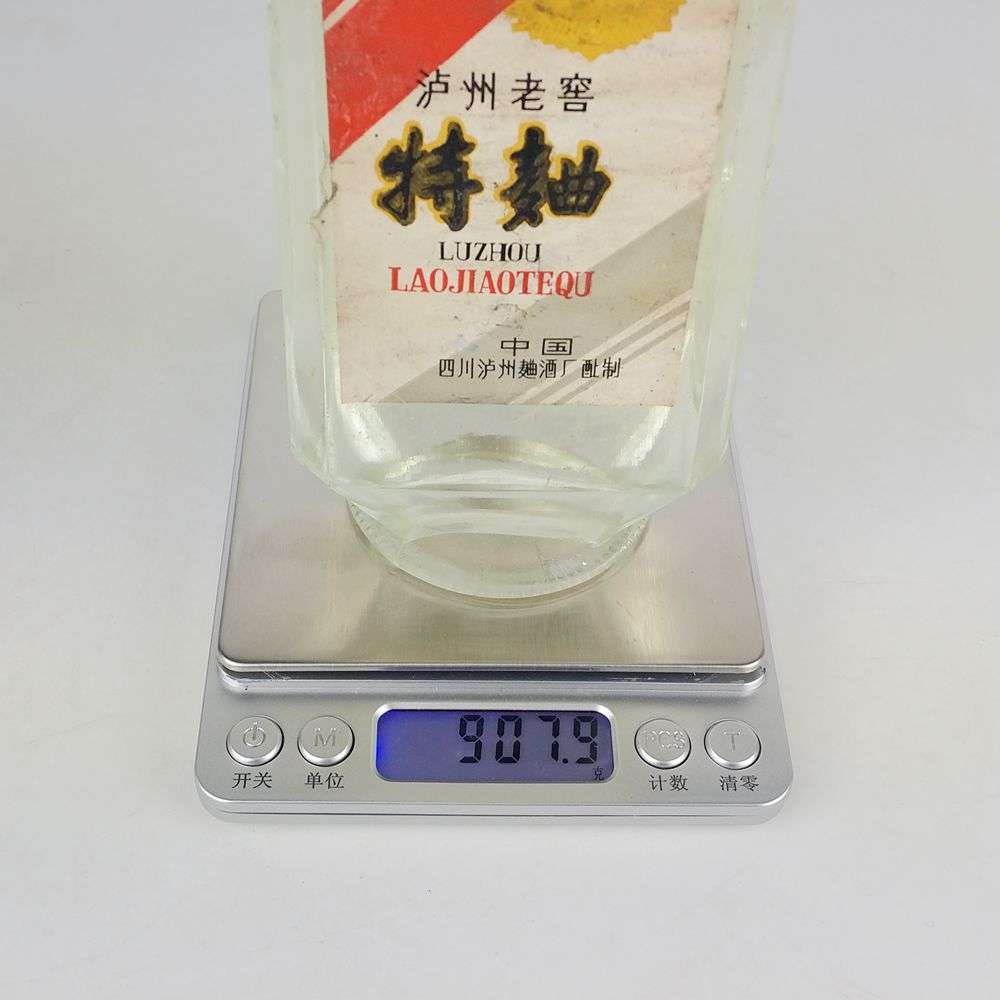 泸州老窖
特麯
LUZHOU
LAOJIAOTEQU
中国
四川泸州麯酒厂酝制
907.9
克
M PCS T
开关 单位 计数 清零